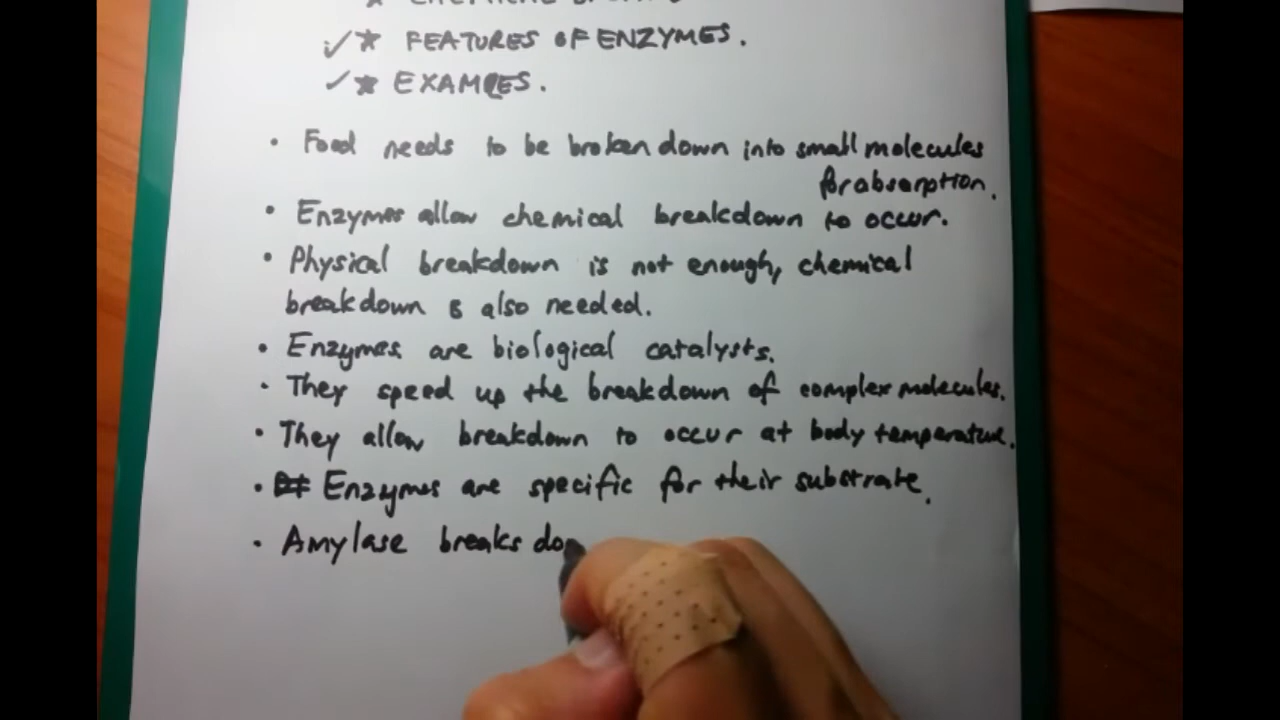 ✓ * FEATURES OF ENZYMES.
✓ * EXAMLES.
• Food needs to be broken down into small molecules
for absorption.
• Enzymes allow chemical breakdown to occur.
• Physical breakdown is not enough, chemical
breakdown is also needed.
• Enzymes are biological catalysts.
• They speed up the breakdown of complex molecules.
• They allow breakdown to occur at body temperature.
• Enzymes are specific for their substrate.
• Amylase breaks do